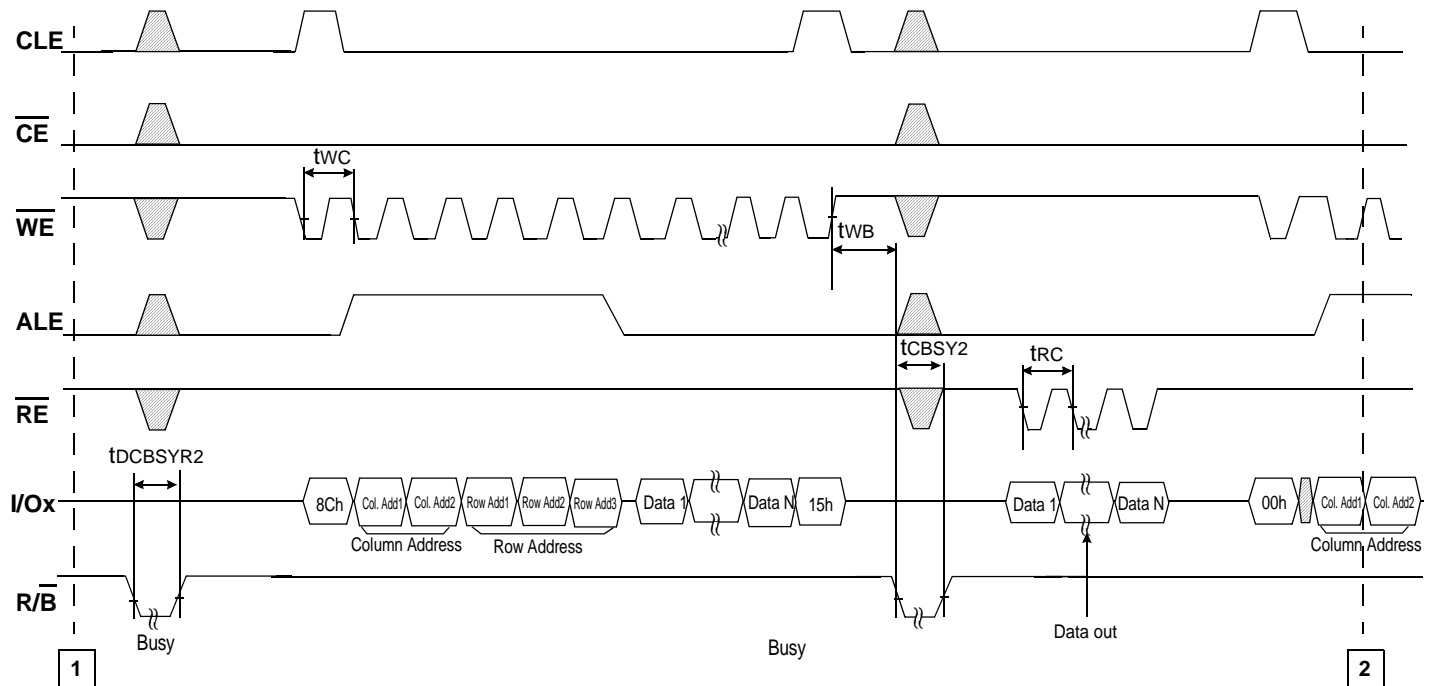 CLE
CE
tWC
WE
tWB
ALE
tCBSY2
tRC
RE
tDCBSYR2
I/Ox
8Ch Col. Add1 Col. Add2 Row Add1 Row Add2 Row Add3 Data 1 Data N 15h Data 1 Data N 00h Col. Add1 Col. Add2
Column Address Row Address Column Address
R/B
Busy Busy Data out
1 2